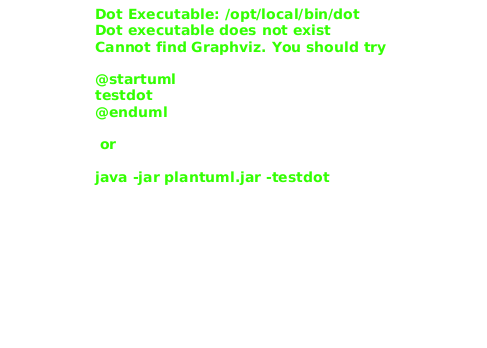 Dot Executable: /opt/local/bin/dot
Dot executable does not exist
Cannot find Graphviz. You should try
@startuml
testdot
@enduml
or
java -jar plantuml.jar -testdot